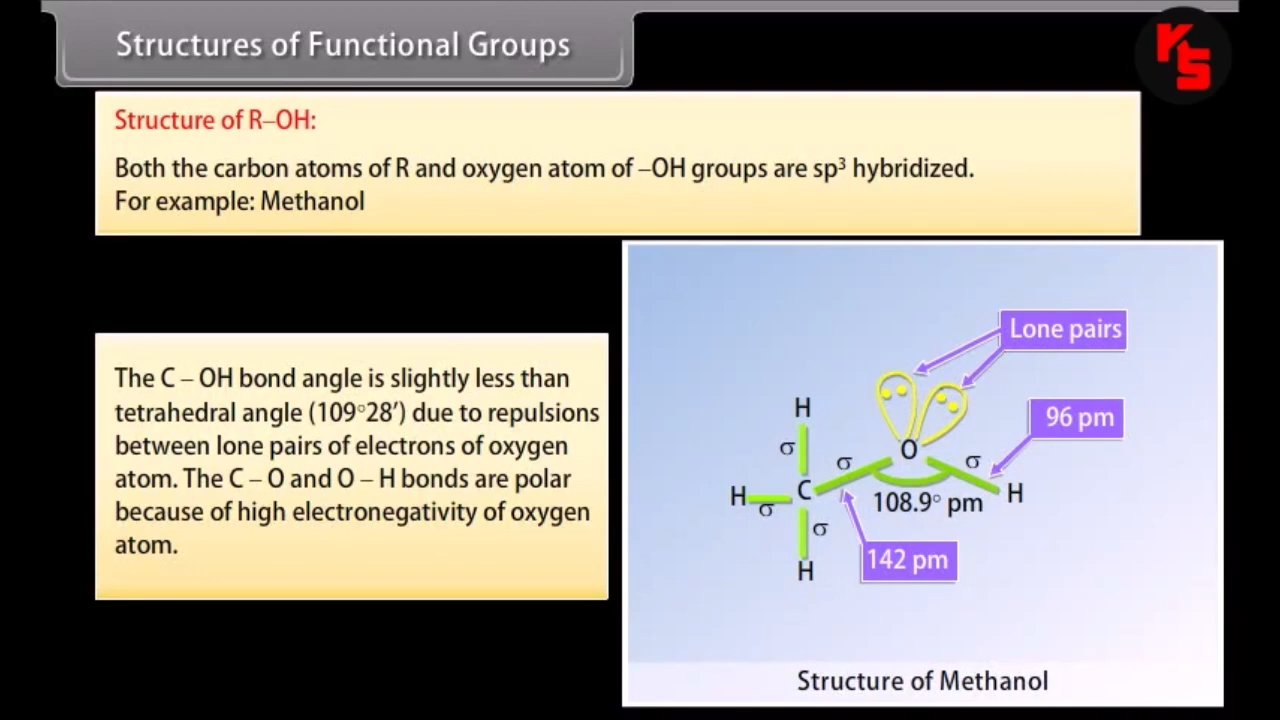 Structures of Functional Groups
rts
Structure of R–OH:
Both the carbon atoms of R and oxygen atom of –OH groups are sp³ hybridized.
For example: Methanol
The C – OH bond angle is slightly less than
tetrahedral angle (109°28′) due to repulsions
between lone pairs of electrons of oxygen
atom. The C – O and O – H bonds are polar
because of high electronegativity of oxygen
atom.
Lone pairs
96 pm
H
σ
O
σ
σ
H
σ
C
H
108.9° pm
σ
142 pm
H
Structure of Methanol